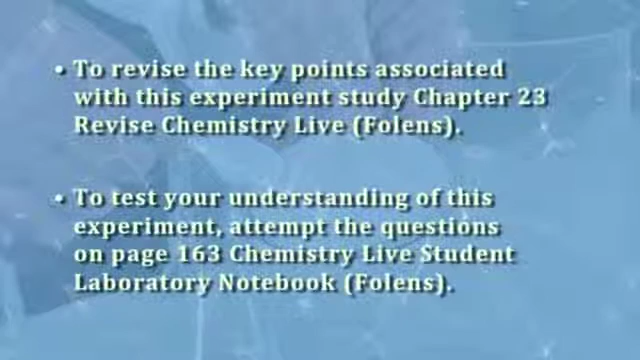 • To revise the key points associated
with this experiment study Chapter 23
Revise Chemistry Live (Folens).
• To test your understanding of this
experiment, attempt the questions
on page 163 Chemistry Live Student
Laboratory Notebook (Folens).